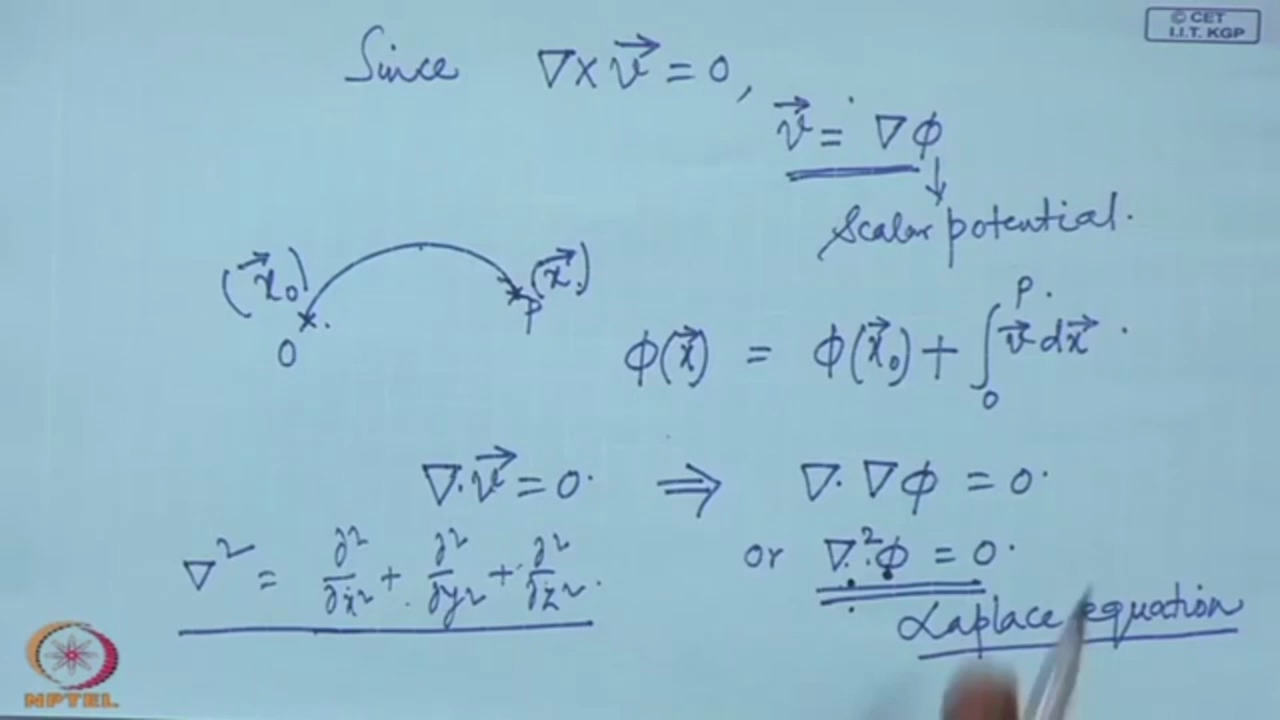 © CET
I.I.T. KGP
Since ∇×v⃗ = 0,
v⃗ = ∇ϕ
↓
Scalar potential.
(x⃗₀) (x⃗)
O P
ϕ(x⃗) = ϕ(x⃗₀) + ∫₀ᴾ v⃗ dx⃗.
∇·v⃗ = 0. ⇒ ∇·∇ϕ = 0.
∇² = ∂²/∂x² + ∂²/∂y² + ∂²/∂z². or ∇²ϕ = 0.
Laplace equation
NPTEL